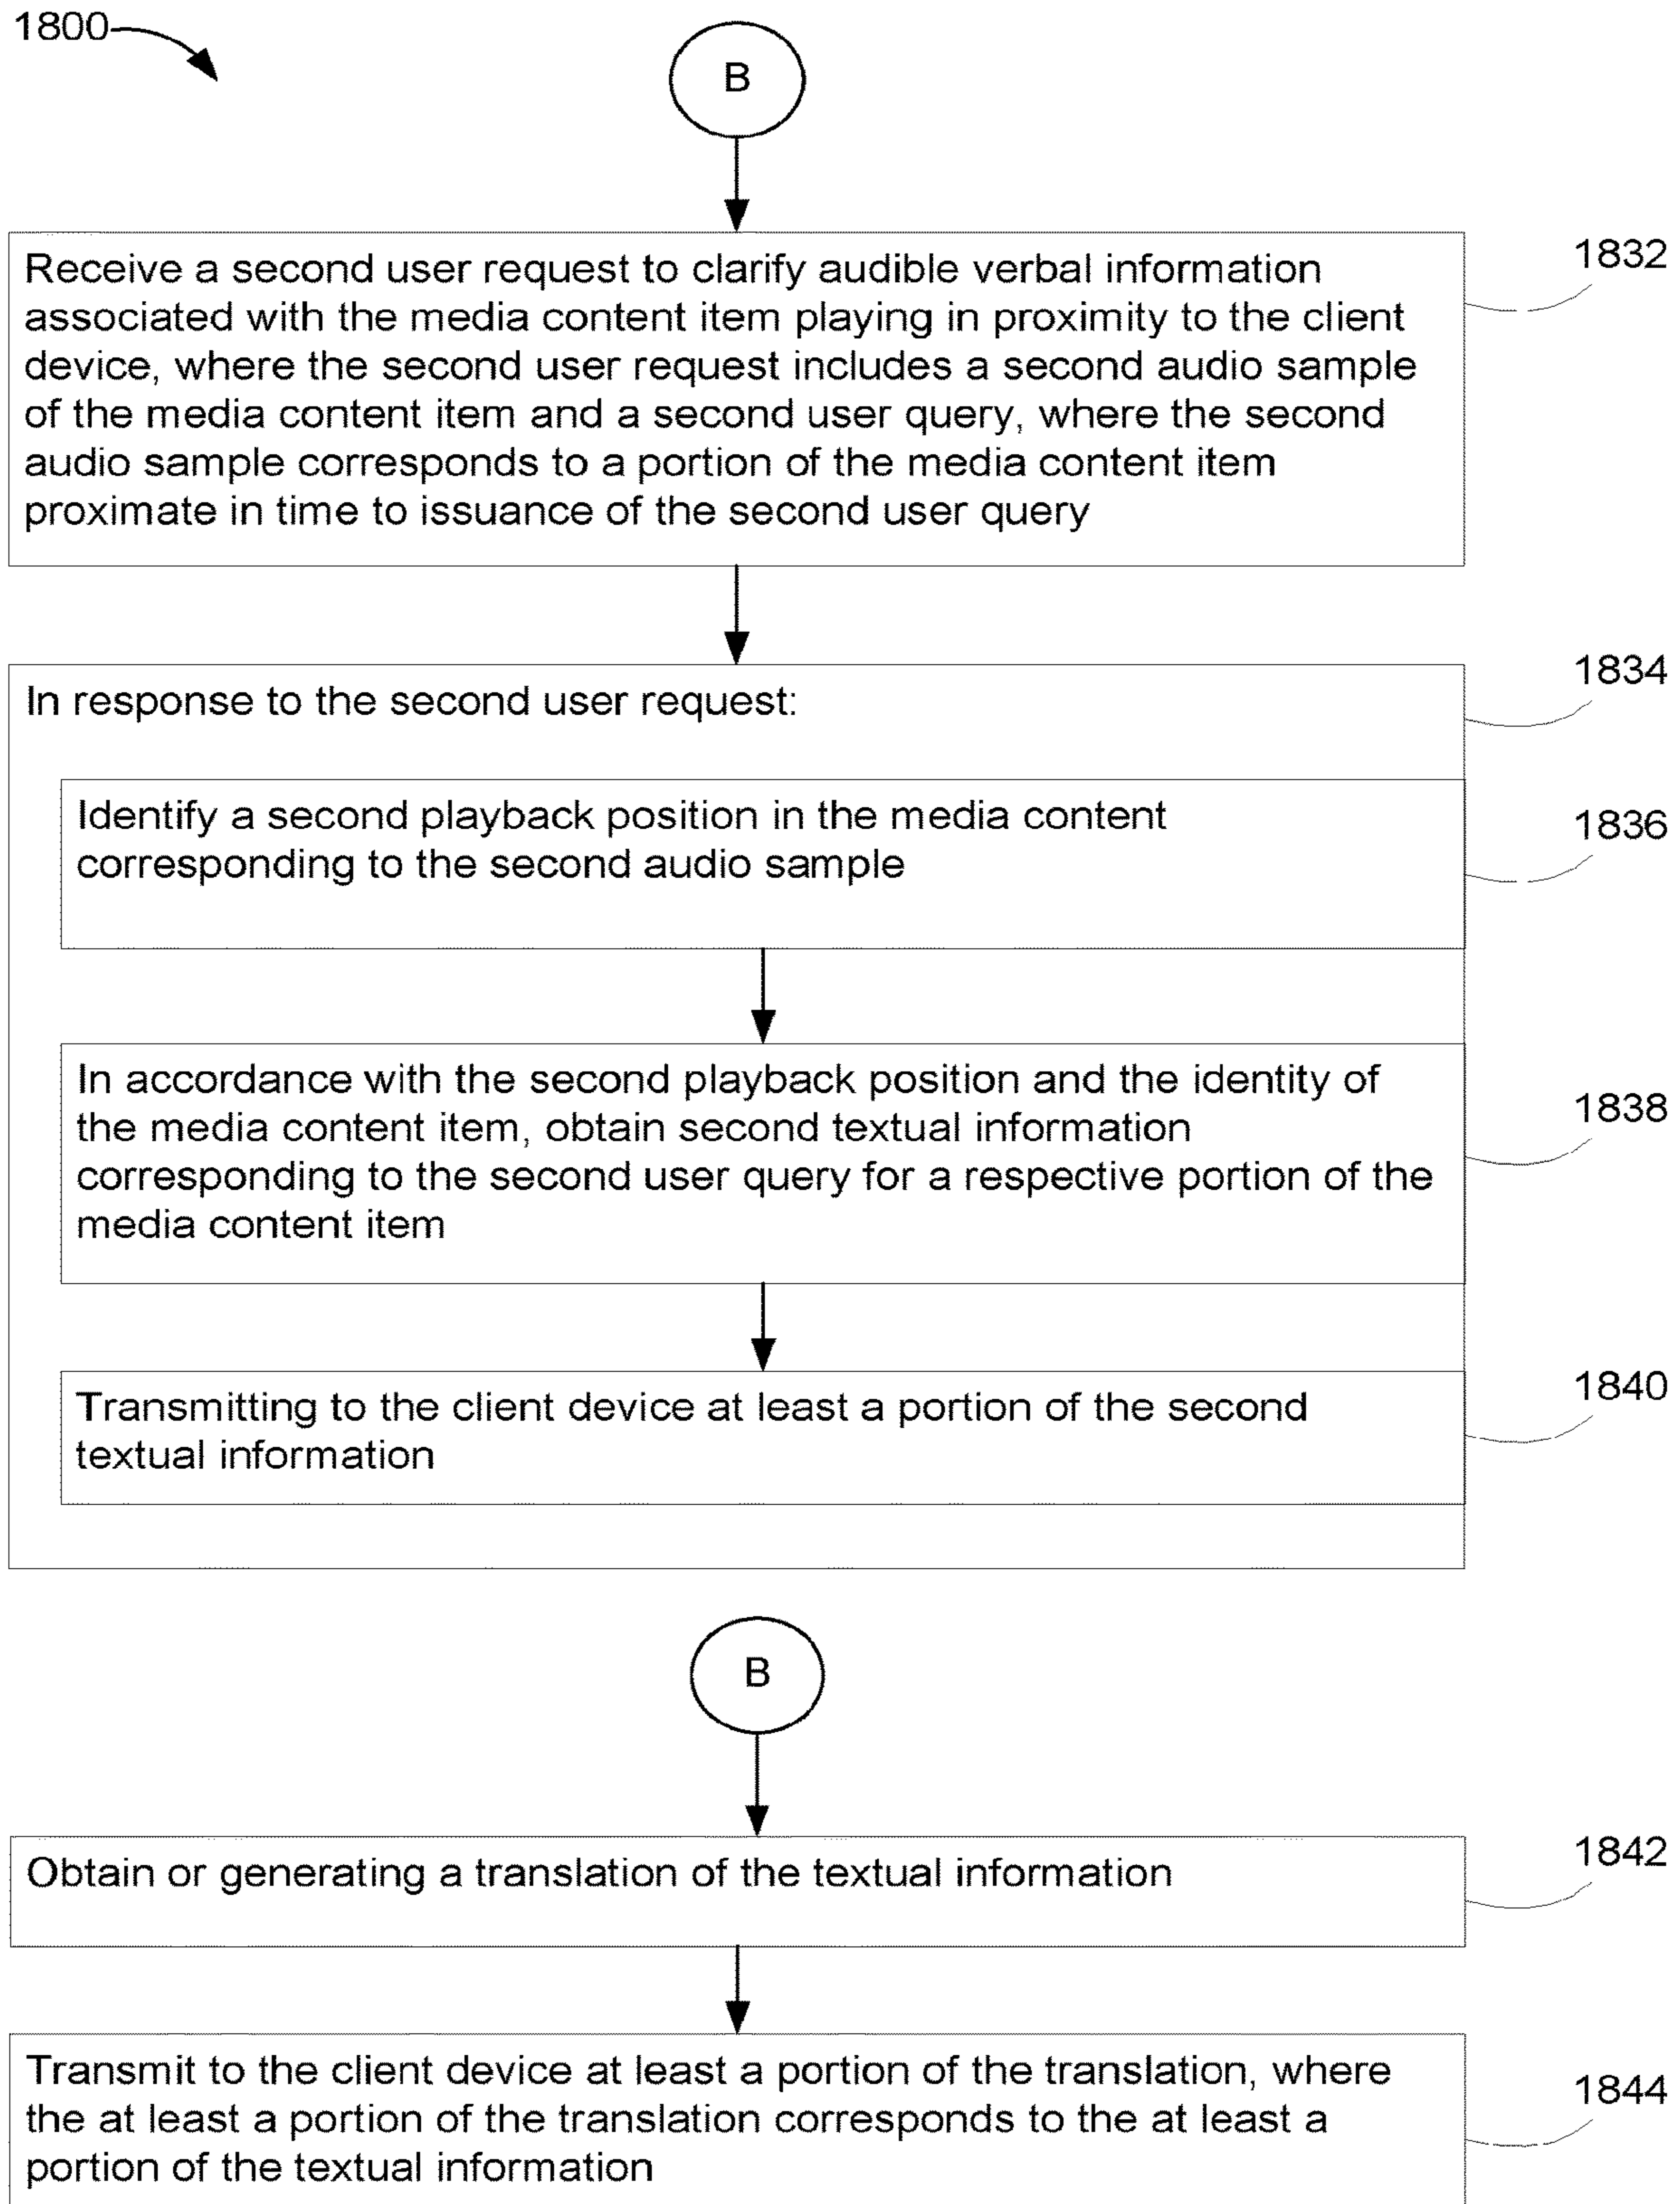 1800
B
Receive a second user request to clarify audible verbal information
associated with the media content item playing in proximity to the client
device, where the second user request includes a second audio sample
of the media content item and a second user query, where the second
audio sample corresponds to a portion of the media content item
proximate in time to issuance of the second user query
1832
In response to the second user request:
1834
Identify a second playback position in the media content
corresponding to the second audio sample
1836
In accordance with the second playback position and the identity of
the media content item, obtain second textual information
corresponding to the second user query for a respective portion of the
media content item
1838
Transmitting to the client device at least a portion of the second
textual information
1840
B
Obtain or generating a translation of the textual information
1842
Transmit to the client device at least a portion of the translation, where
the at least a portion of the translation corresponds to the at least a
portion of the textual information
1844